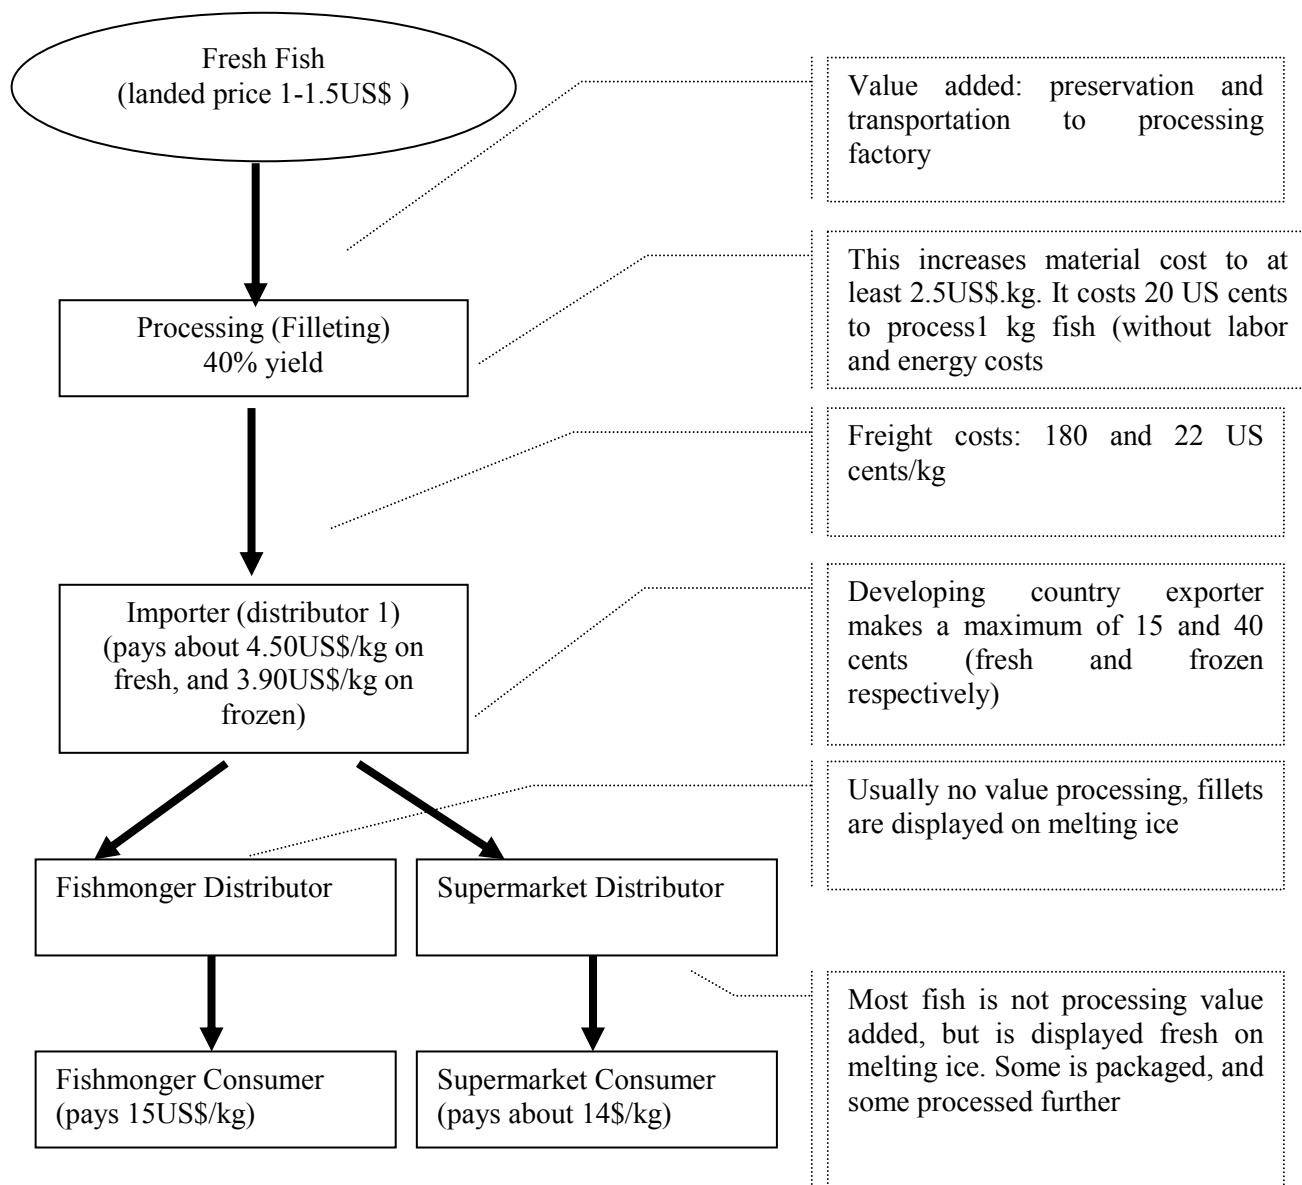 Fresh Fish
(landed price 1-1.5US$ )
Value added: preservation and
transportation to processing
factory
Processing (Filleting)
40% yield
This increases material cost to at
least 2.5US$.kg. It costs 20 US cents
to process1 kg fish (without labor
and energy costs
Freight costs: 180 and 22 US
cents/kg
Importer (distributor 1)
(pays about 4.50US$/kg on
fresh, and 3.90US$/kg on
frozen)
Developing country exporter
makes a maximum of 15 and 40
cents (fresh and frozen
respectively)
Usually no value processing, fillets
are displayed on melting ice
Fishmonger Distributor
Supermarket Distributor
Most fish is not processing value
added, but is displayed fresh on
melting ice. Some is packaged, and
some processed further
Fishmonger Consumer
(pays 15US$/kg)
Supermarket Consumer
(pays about 14$/kg)